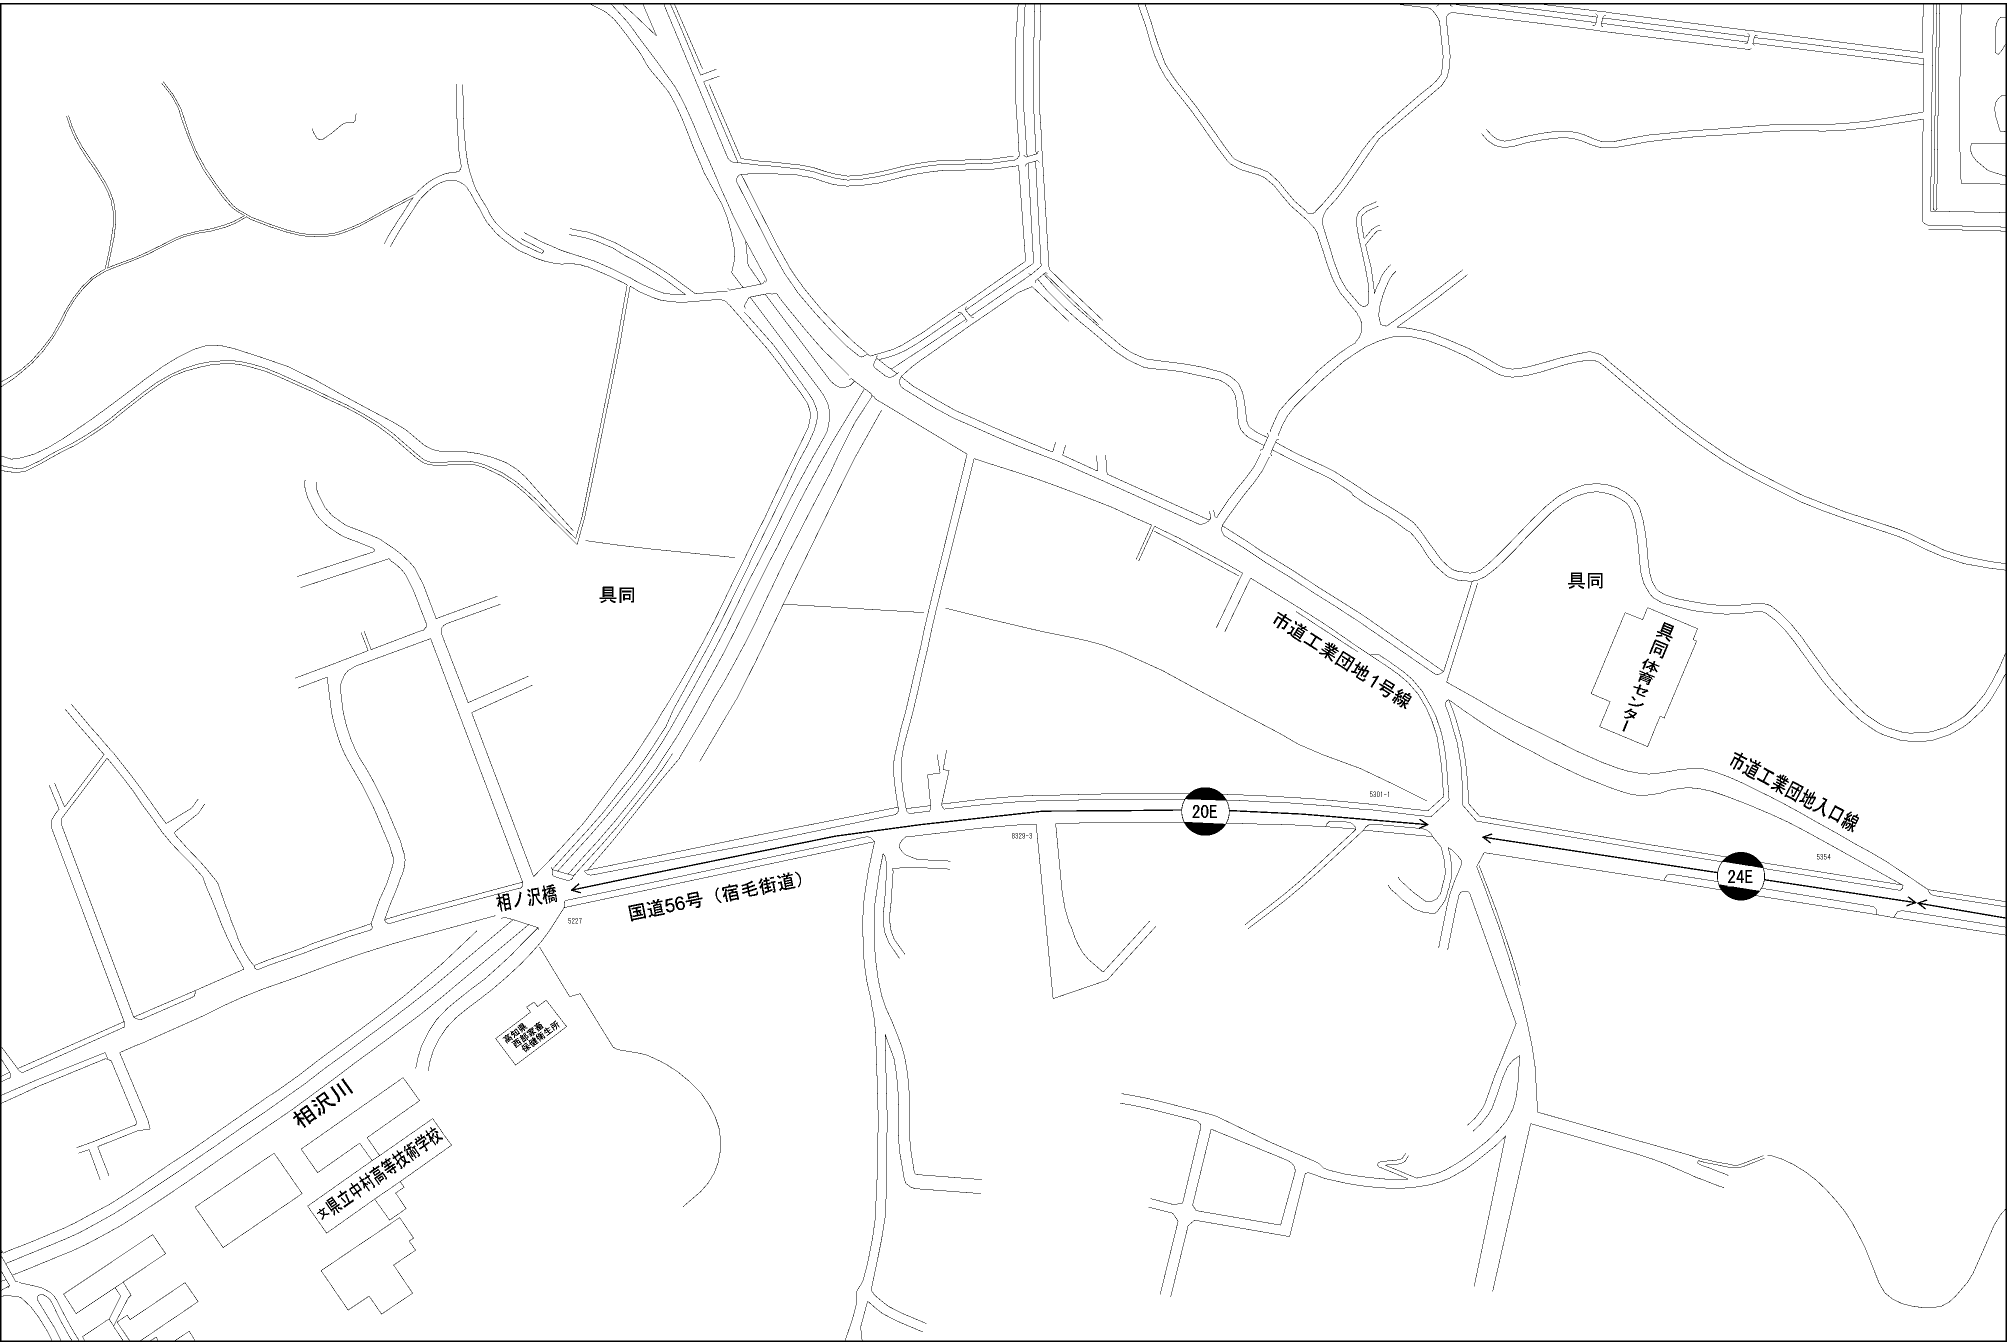 具同
具同
市道工業団地1号線
具同体育センター
市道工業団地入口線
5301-1
20E
8329-3
5354
24E
相ノ沢橋
国道56号（宿毛街道）
5227
高知県
西部家畜
保健衛生所
相沢川
文県立中村高等技術学校